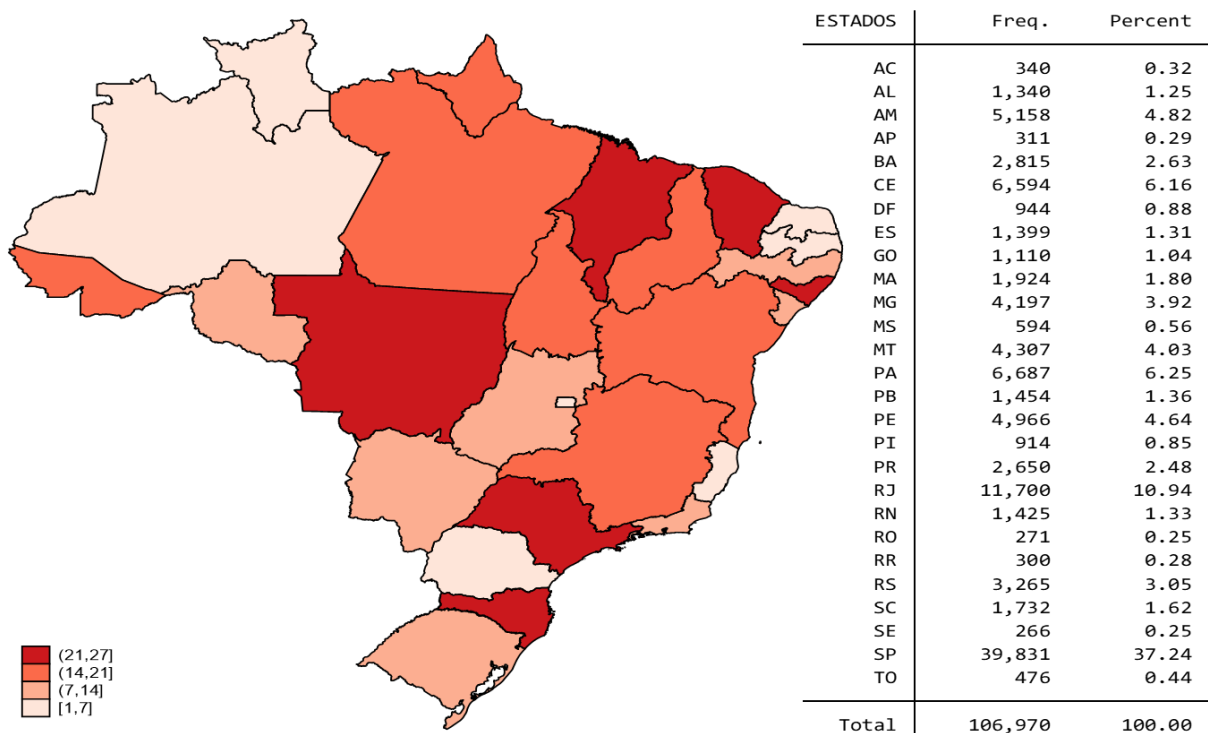 ESTADOS Freq. Percent
AC 340 0.32
AL 1,340 1.25
AM 5,158 4.82
AP 311 0.29
BA 2,815 2.63
CE 6,594 6.16
DF 944 0.88
ES 1,399 1.31
GO 1,110 1.04
MA 1,924 1.80
MG 4,197 3.92
MS 594 0.56
MT 4,307 4.03
PA 6,687 6.25
PB 1,454 1.36
PE 4,966 4.64
PI 914 0.85
PR 2,650 2.48
RJ 11,700 10.94
RN 1,425 1.33
RO 271 0.25
RR 300 0.28
RS 3,265 3.05
SC 1,732 1.62
SE 266 0.25
SP 39,831 37.24
TO 476 0.44
Total 106,970 100.00
(21,27]
(14,21]
(7,14]
[1,7]